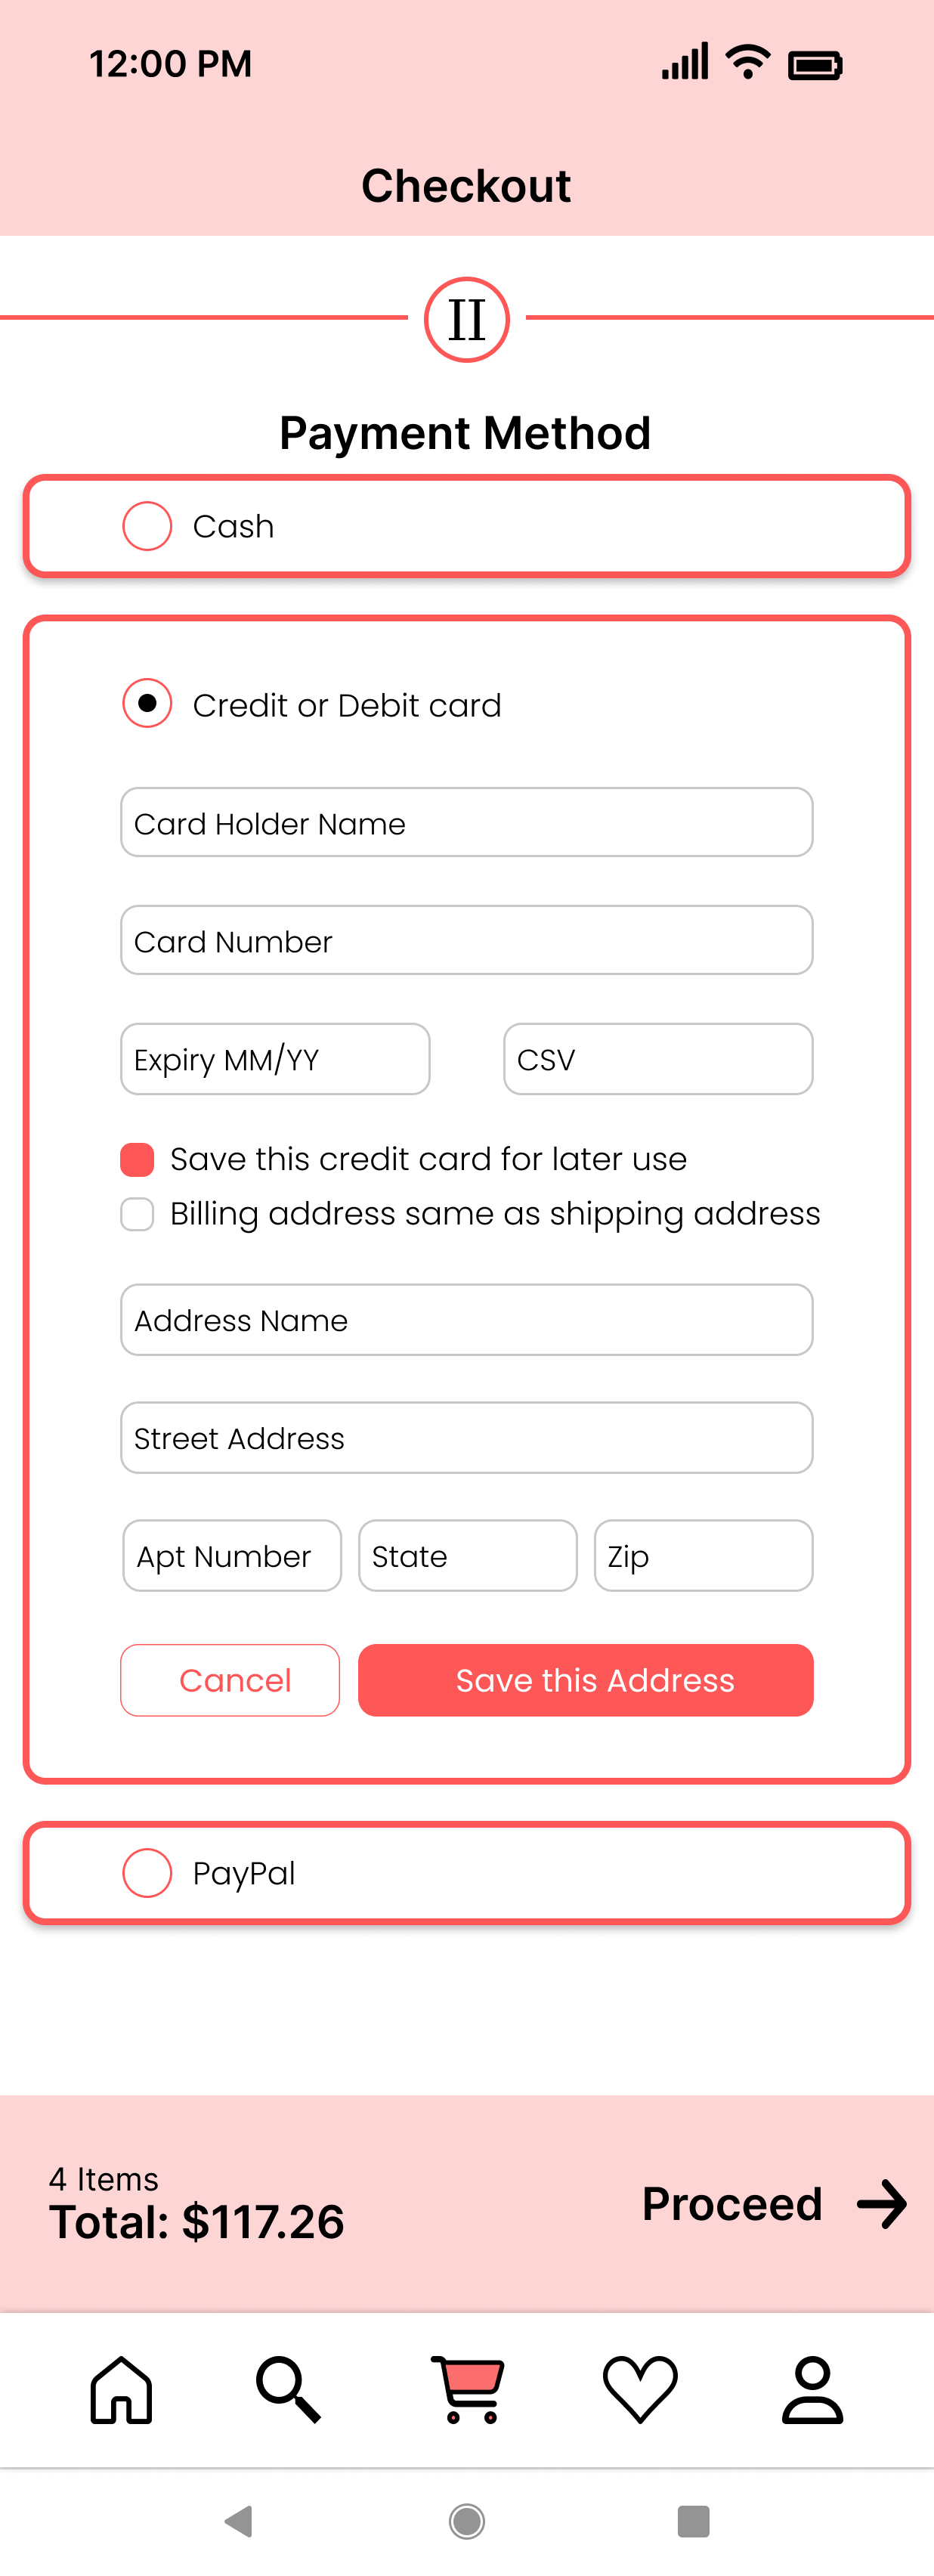 12:00 PM
Checkout
II
Payment Method
Cash
Credit or Debit card
Card Holder Name
Card Number
Expiry MM/YY
CSV
Save this credit card for later use
Billing address same as shipping address
Address Name
Street Address
Apt Number
State
Zip
Cancel
Save this Address
PayPal
4 Items
Total: $117.26
Proceed